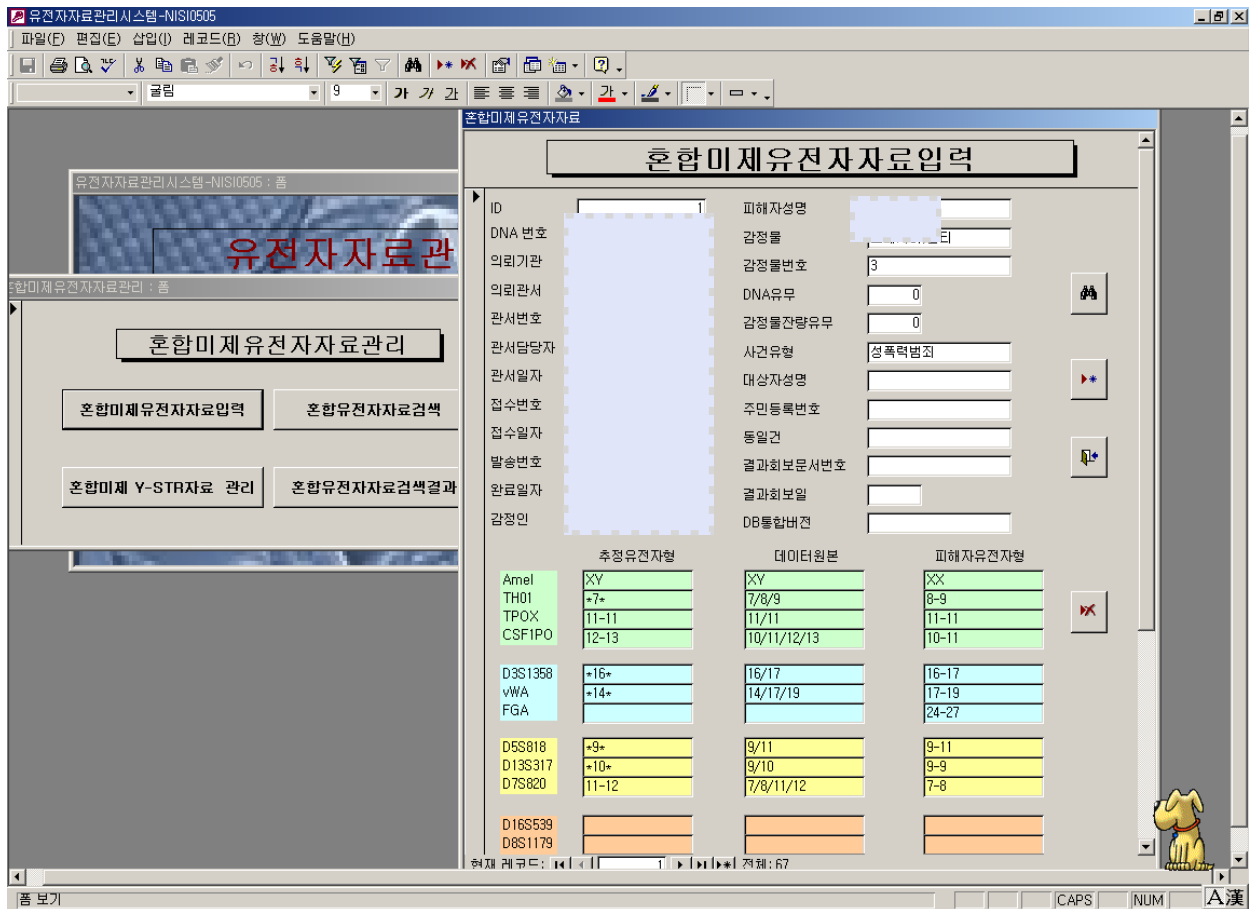 유전자자료관리시스템-NISI0505
파일(F) 편집(E) 삽입(I) 레코드(R) 창(W) 도움말(H)
굴림 9 가 가 가 가
유전자자료관리시스템-NISI0505 : 폼
유전자자료관
혼합미제유전자자료관리 : 폼
혼합미제유전자자료관리
혼합미제유전자자료입력 혼합유전자자료검색
혼합미제 Y-STR자료 관리 혼합유전자자료검색결과
혼합미제유전자자료
혼합미제유전자자료입력
ID 1 피해자성명
DNA 번호 감정물
의뢰기관 감정물번호 3
의뢰관서 DNA유무 0
관서번호 감정물잔량유무 0
관서담당자 사건유형 성폭력범죄
관서일자 대상자성명
접수번호 주민등록번호
접수일자 동일건
발송번호 결과회보문서번호
완료일자 결과회보일
감정인 DB통합버전
추정유전자형 데이터원본 피해자유전자형
Amel XY XY XX
TH01 *7* 7/8/9 8-9
TPOX 11-11 11/11 11-11
CSF1PO 12-13 10/11/12/13 10-11
D3S1358 *16* 16/17 16-17
vWA *14* 14/17/19 17-19
FGA 24-27
D5S818 *9* 9/11 9-11
D13S317 *10* 9/10 9-9
D7S820 11-12 7/8/11/12 7-8
D16S539
D8S1179
현재 레코드: 1 전체:67
폼 보기 CAPS NUM A漢